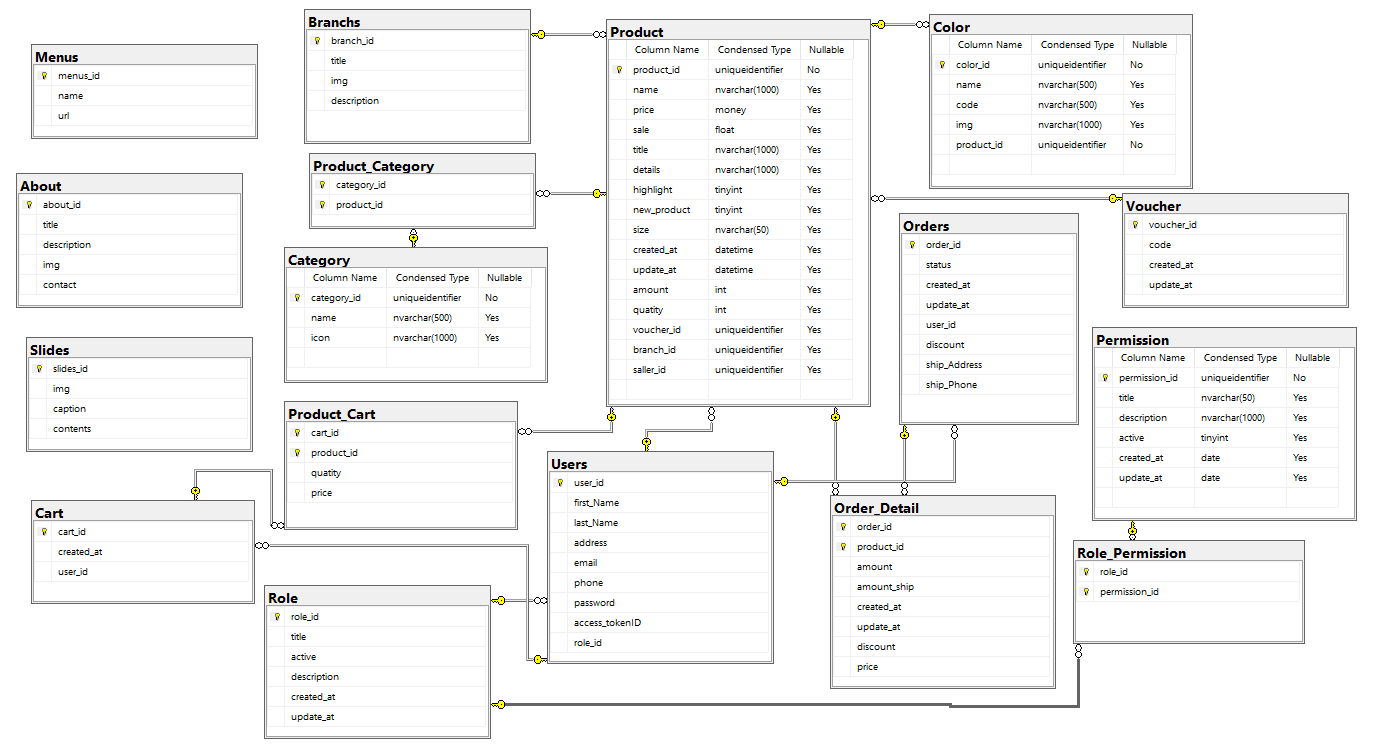 Menus
menus_id
name
url
About
about_id
title
description
img
contact
Slides
slides_id
img
caption
contents
Cart
cart_id
created_at
user_id
Branchs
branch_id
title
img
description
Product_Category
category_id
product_id
Category
Column Name Condensed Type Nullable
category_id uniqueidentifier No
name nvarchar(500) Yes
icon nvarchar(1000) Yes
Product_Cart
cart_id
product_id
quatity
price
Role
role_id
title
active
description
created_at
update_at
Product
Column Name Condensed Type Nullable
product_id uniqueidentifier No
name nvarchar(1000) Yes
price money Yes
sale float Yes
title nvarchar(1000) Yes
details nvarchar(1000) Yes
highlight tinyint Yes
new_product tinyint Yes
size nvarchar(50) Yes
created_at datetime Yes
update_at datetime Yes
amount int Yes
quatity int Yes
voucher_id uniqueidentifier Yes
branch_id uniqueidentifier Yes
saller_id uniqueidentifier Yes
Users
user_id
first_Name
last_Name
address
email
phone
password
access_tokenID
role_id
Color
Column Name Condensed Type Nullable
color_id uniqueidentifier No
name nvarchar(500) Yes
code nvarchar(500) Yes
img nvarchar(1000) Yes
product_id uniqueidentifier No
Orders
order_id
status
created_at
update_at
user_id
discount
ship_Address
ship_Phone
Voucher
voucher_id
code
created_at
update_at
Permission
Column Name Condensed Type Nullable
permission_id uniqueidentifier No
title nvarchar(50) Yes
description nvarchar(1000) Yes
active tinyint Yes
created_at date Yes
update_at date Yes
Order_Detail
order_id
product_id
amount
amount_ship
created_at
update_at
discount
price
Role_Permission
role_id
permission_id